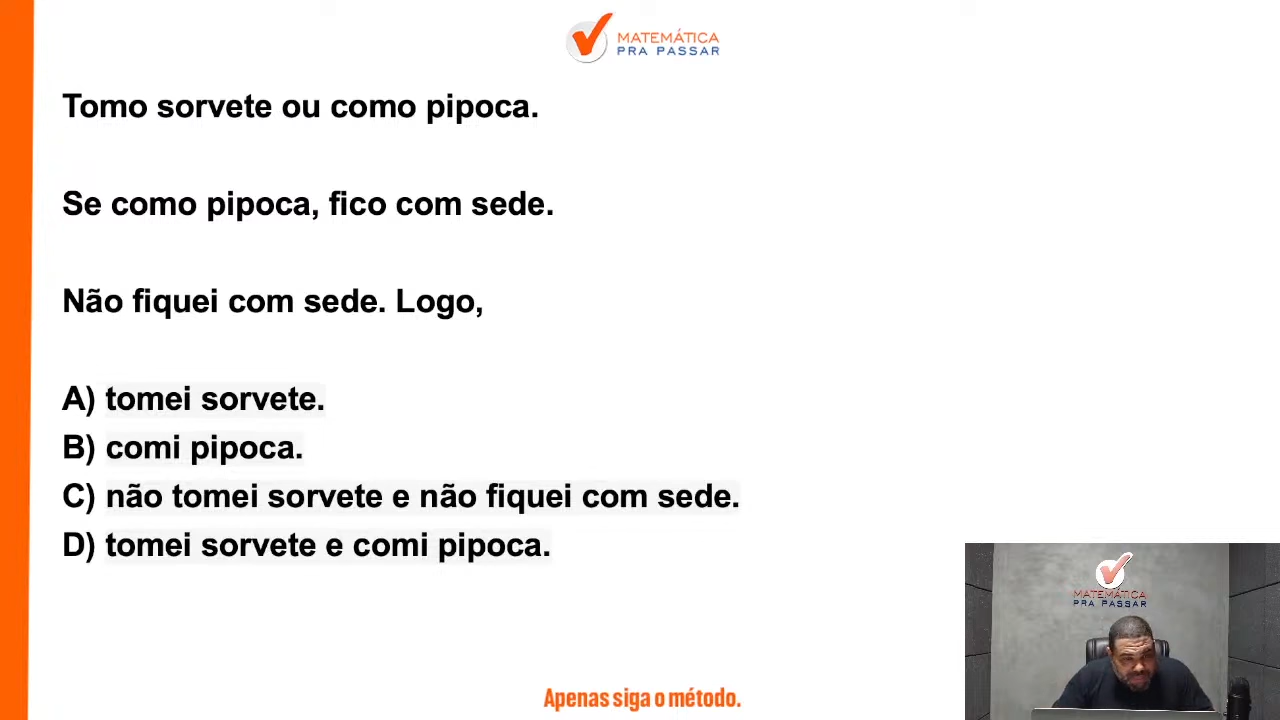 MATEMÁTICA
PRA PASSAR
Tomo sorvete ou como pipoca.
Se como pipoca, fico com sede.
Não fiquei com sede. Logo,
A) tomei sorvete.
B) comi pipoca.
C) não tomei sorvete e não fiquei com sede.
D) tomei sorvete e comi pipoca.
MATEMÁTICA
PRA PASSAR
Apenas siga o método.